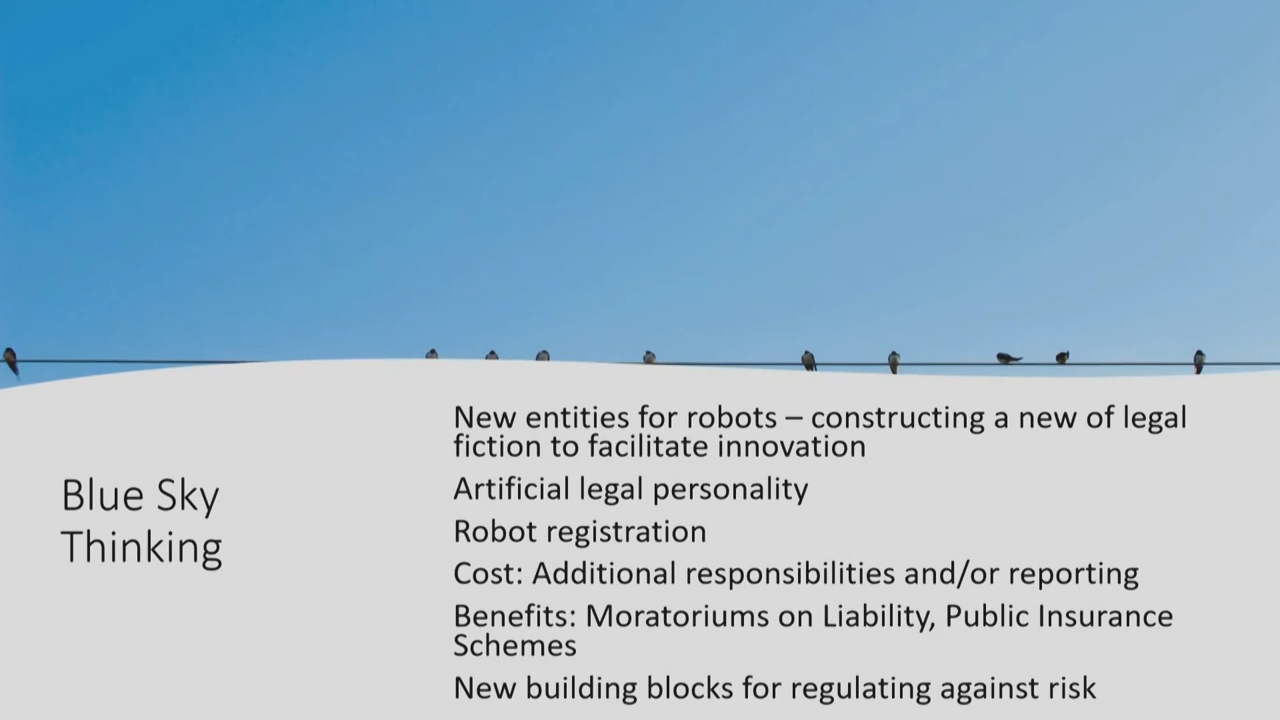 Blue Sky
Thinking
New entities for robots – constructing a new of legal
fiction to facilitate innovation
Artificial legal personality
Robot registration
Cost: Additional responsibilities and/or reporting
Benefits: Moratoriums on Liability, Public Insurance
Schemes
New building blocks for regulating against risk